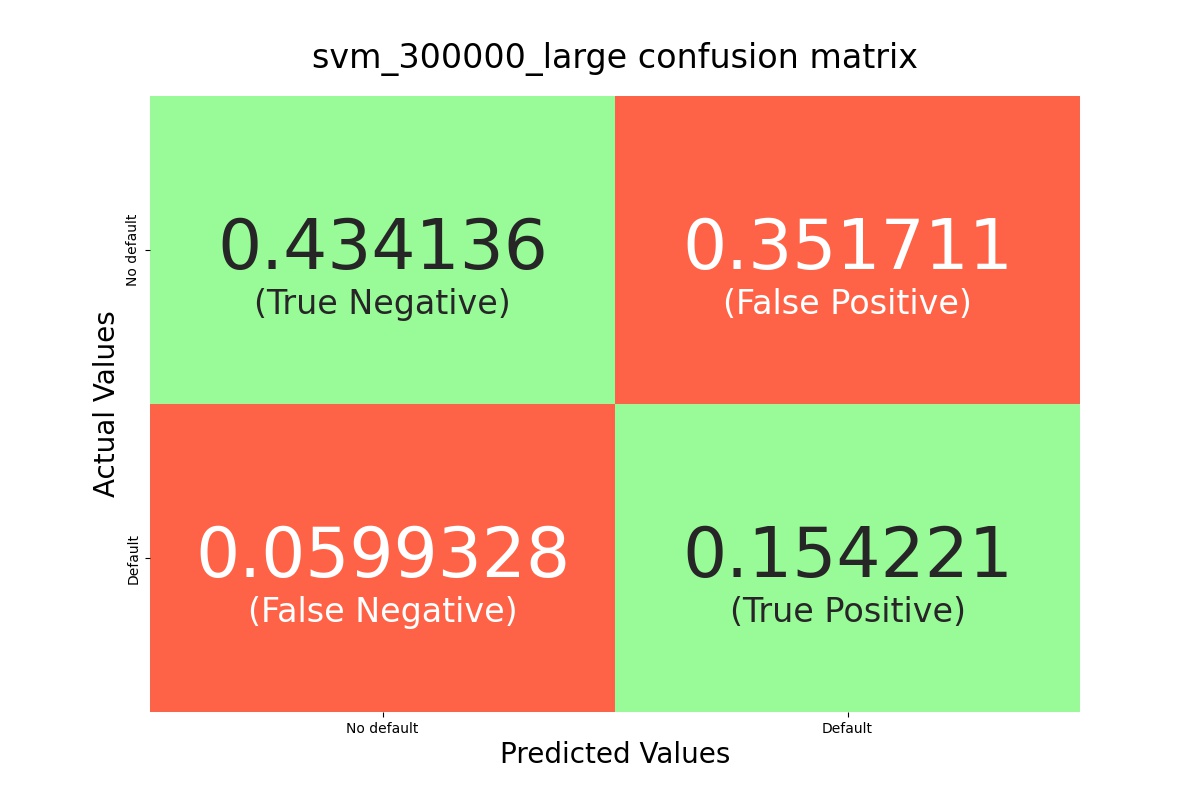 svm_300000_large confusion matrix
Actual Values
No default
0.434136
(True Negative)
0.351711
(False Positive)
Default
0.0599328
(False Negative)
0.154221
(True Positive)
No default
Default
Predicted Values